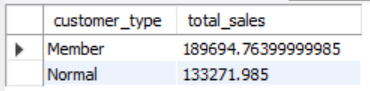 customer_type total_sales
Member 189694.76399999985
Normal 133271.985